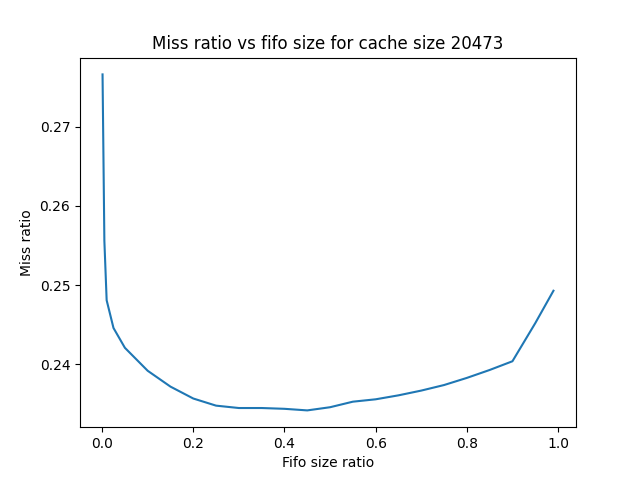 Miss ratio vs fifo size for cache size 20473
0.27
0.26
0.25
0.24
Miss ratio
0.0 0.2 0.4 0.6 0.8 1.0
Fifo size ratio